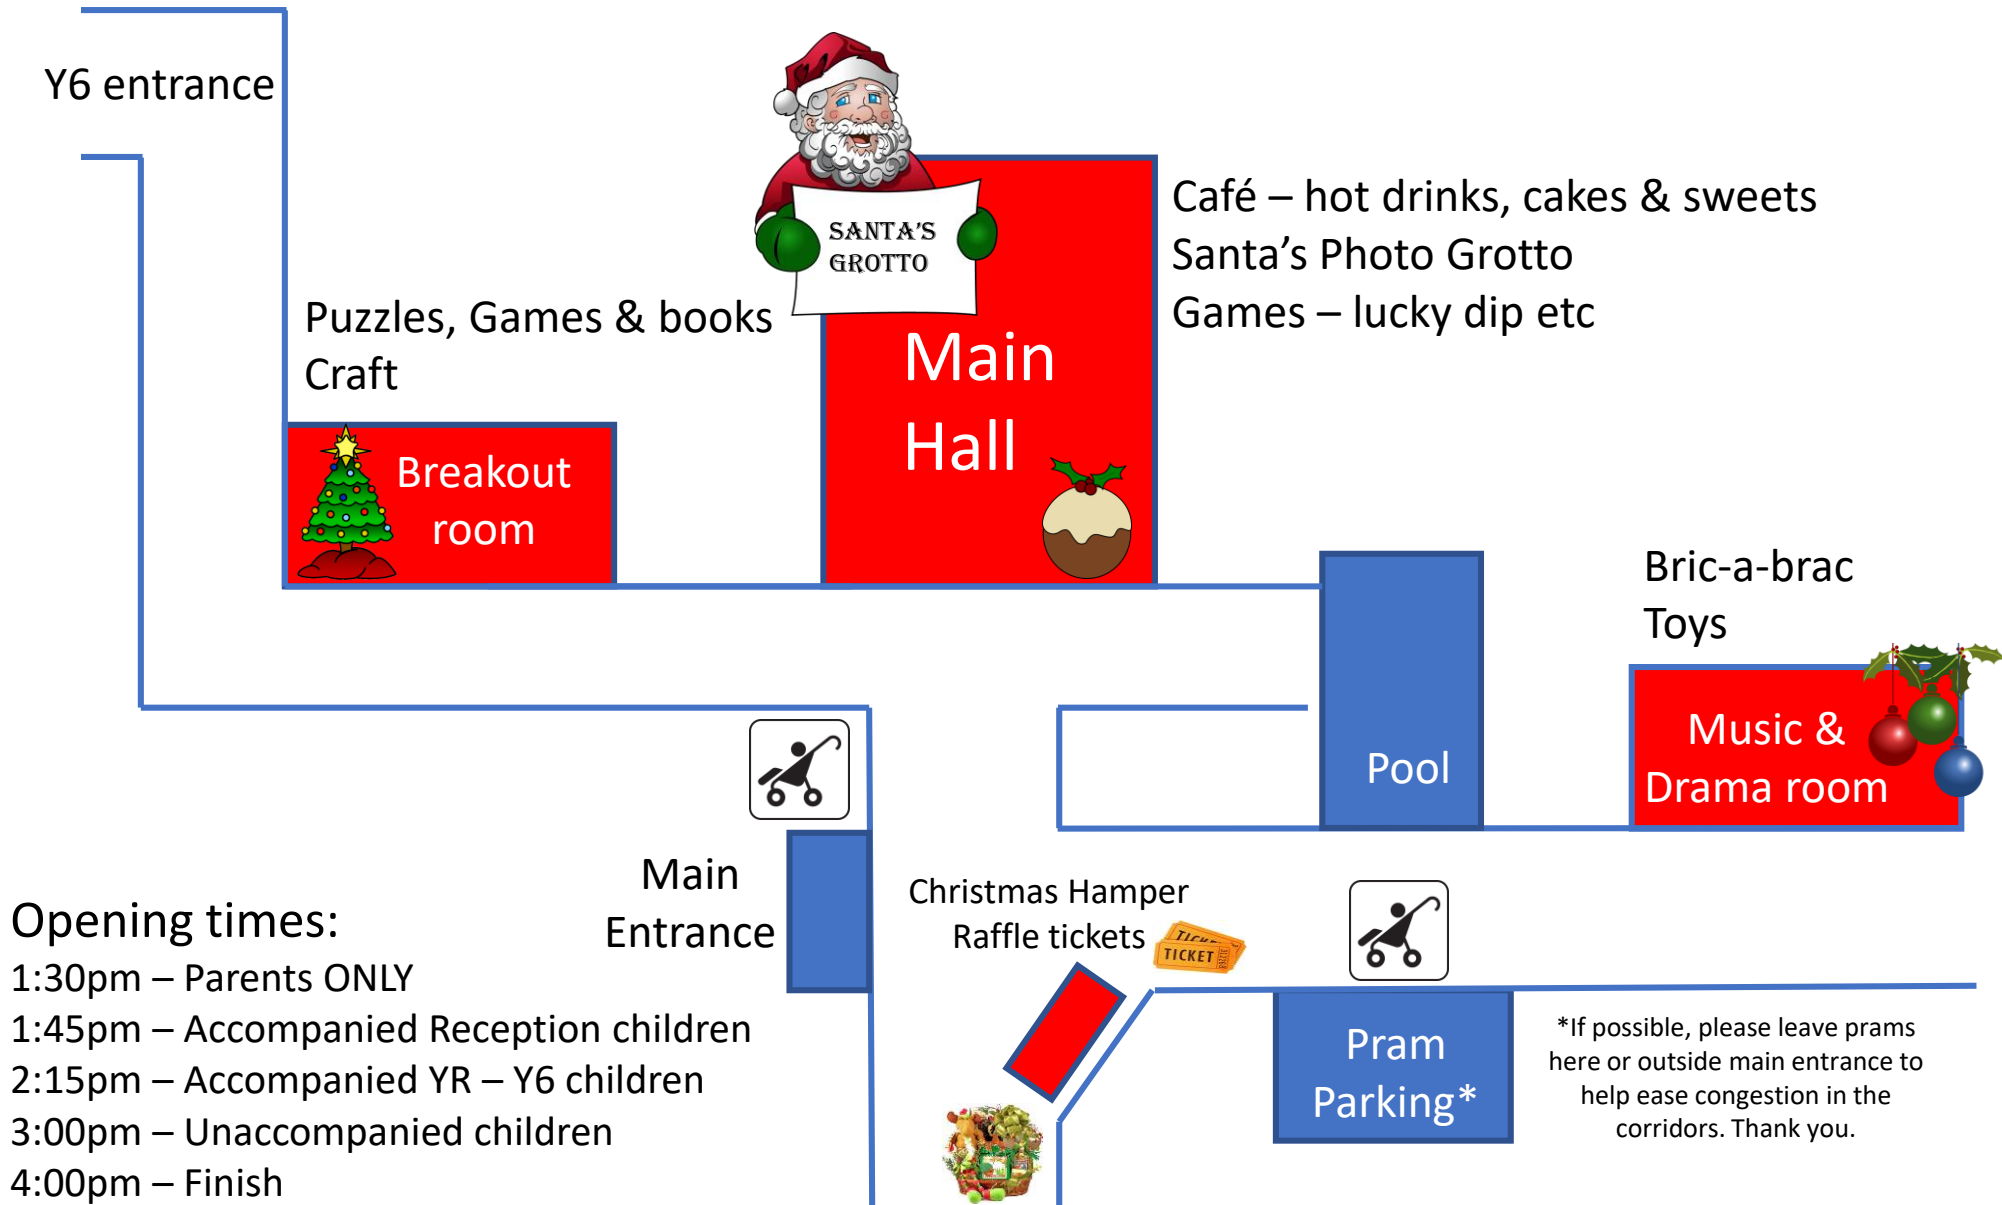 Y6 entrance
SANTA'S
GROTTO
Café – hot drinks, cakes & sweets
Santa's Photo Grotto
Games – lucky dip etc
Puzzles, Games & books
Craft
Main
Hall
Breakout
room
Bric-a-brac
Toys
Music &
Drama room
Pool
Main
Entrance
Christmas Hamper
Raffle tickets
TICKET
Opening times:
1:30pm – Parents ONLY
1:45pm – Accompanied Reception children
2:15pm – Accompanied YR – Y6 children
3:00pm – Unaccompanied children
4:00pm – Finish
Pram
Parking*
*If possible, please leave prams
here or outside main entrance to
help ease congestion in the
corridors. Thank you.